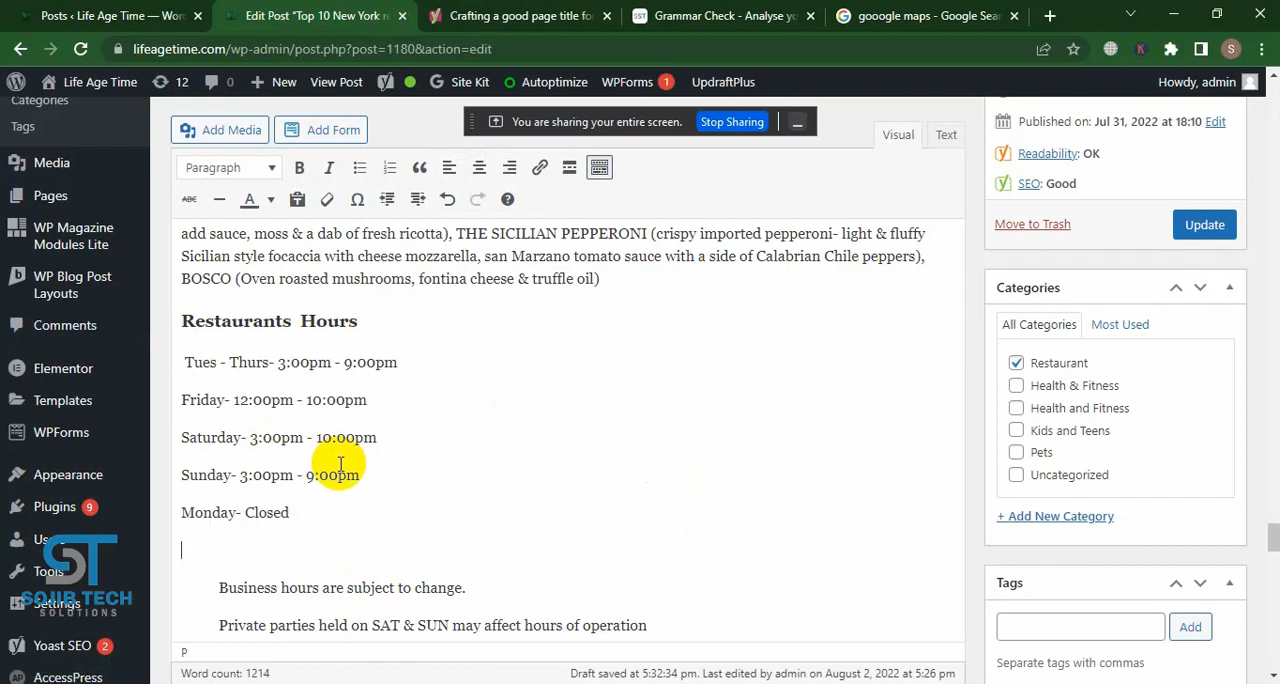 Posts ‹ Life Age Time — Wor
Edit Post "Top 10 New York re
Crafting a good page title for
Grammar Check - Analyse yo
gooogle maps - Google Sear
lifeagetime.com/wp-admin/post.php?post=1180&action=edit
Life Age Time
12
0
New
View Post
Site Kit
Autoptimize
WPForms
1
UpdraftPlus
Howdy, admin
Categories
Tags
Media
Pages
WP Magazine
Modules Lite
WP Blog Post
Layouts
Comments
Elementor
Templates
WPForms
Appearance
Plugins 9
Tools
Settings
Yoast SEO 2
AccessPress
ST
SOJIB TECH
SOLUTIONS
You are sharing your entire screen.
Stop Sharing
Add Media
Add Form
Visual
Text
Paragraph
ABC
add sauce, moss & a dab of fresh ricotta), THE SICILIAN PEPPERONI (crispy imported pepperoni- light & fluffy
Sicilian style focaccia with cheese mozzarella, san Marzano tomato sauce with a side of Calabrian Chile peppers),
BOSCO (Oven roasted mushrooms, fontina cheese & truffle oil)
Restaurants Hours
Tues - Thurs- 3:00pm - 9:00pm
Friday- 12:00pm - 10:00pm
Saturday- 3:00pm - 10:00pm
Sunday- 3:00pm - 9:00pm
Monday- Closed
Business hours are subject to change.
Private parties held on SAT & SUN may affect hours of operation
P
Word count: 1214
Draft saved at 5:32:34 pm. Last edited by admin on August 2, 2022 at 5:26 pm
Published on: Jul 31, 2022 at 18:10 Edit
Readability: OK
SEO: Good
Move to Trash
Update
Categories
All Categories
Most Used
Restaurant
Health & Fitness
Health and Fitness
Kids and Teens
Pets
Uncategorized
+ Add New Category
Tags
Add
Separate tags with commas